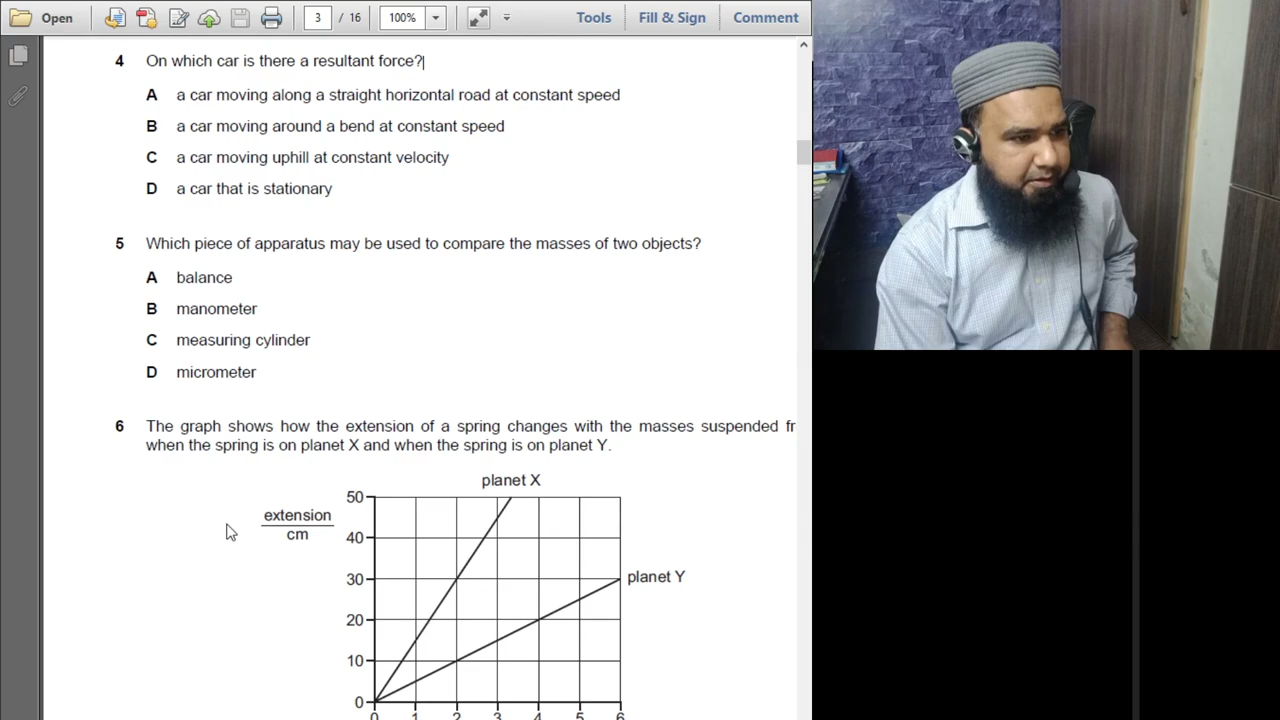 Open
3 / 16
100%
Tools
Fill & Sign
Comment
4 On which car is there a resultant force?
A a car moving along a straight horizontal road at constant speed
B a car moving around a bend at constant speed
C a car moving uphill at constant velocity
D a car that is stationary
5 Which piece of apparatus may be used to compare the masses of two objects?
A balance
B manometer
C measuring cylinder
D micrometer
6 The graph shows how the extension of a spring changes with the masses suspended fr
when the spring is on planet X and when the spring is on planet Y.
planet X
extension
cm
50
40
30
20
10
0
planet Y
0 1 2 3 4 5 6